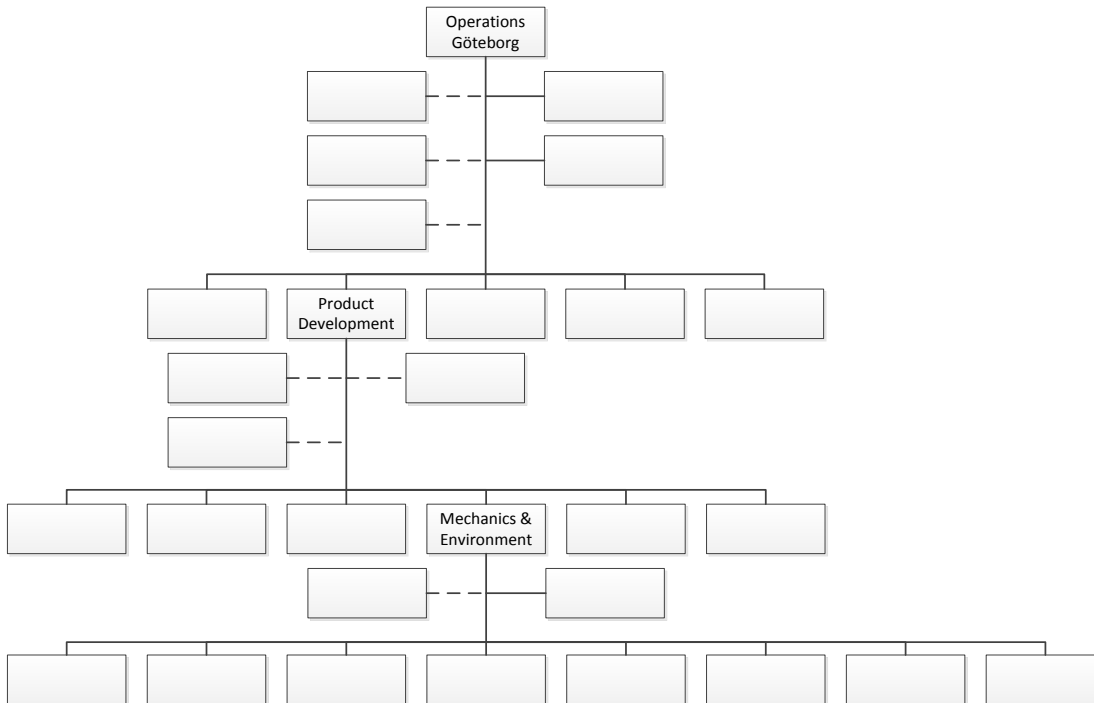 Operations
Göteborg
Product
Development
Mechanics &
Environment